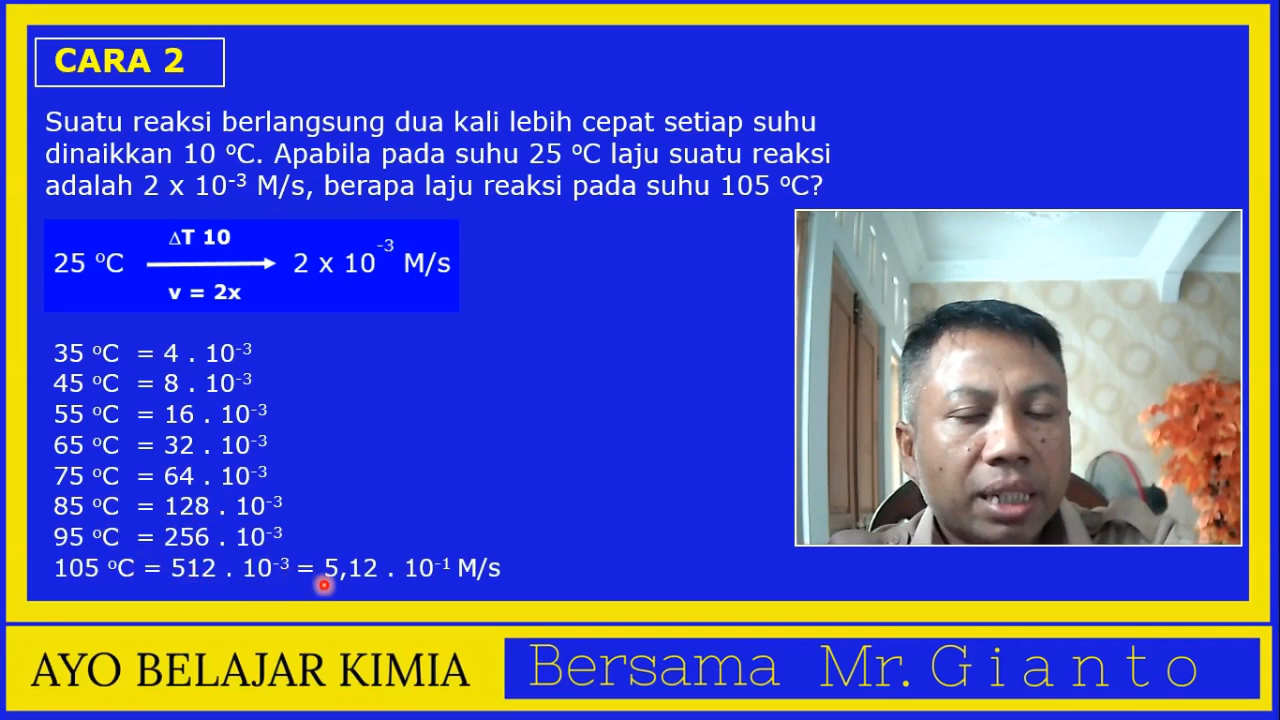 CARA 2
Suatu reaksi berlangsung dua kali lebih cepat setiap suhu
dinaikkan 10 ºC. Apabila pada suhu 25 ºC laju suatu reaksi
adalah 2 x 10⁻³ M/s, berapa laju reaksi pada suhu 105 ºC?
∆T 10
25 ºC → 2 x 10⁻³ M/s
v = 2x
35 ºC = 4 . 10⁻³
45 ºC = 8 . 10⁻³
55 ºC = 16 . 10⁻³
65 ºC = 32 . 10⁻³
75 ºC = 64 . 10⁻³
85 ºC = 128 . 10⁻³
95 ºC = 256 . 10⁻³
105 ºC = 512 . 10⁻³ = 5,12 . 10⁻¹ M/s
AYO BELAJAR KIMIA
Bersama Mr. Gianto